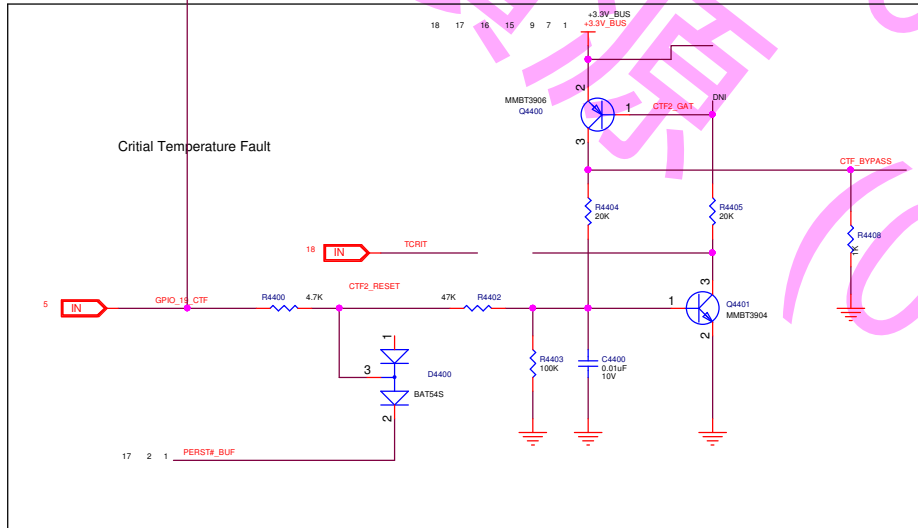 +3.3V_BUS
18 17 16 15 9 7 1 +3.3V_BUS
2
MMBT3906
Q4400
1
CTF2_GAT
DNI
3
Critial Temperature Fault
CTF_BYPASS
R4404
20K
R4405
20K
R4408
1K
18 IN TCRIT
3
5 IN GPIO_19_CTF R4400 4.7K CTF2_RESET 47K R4402 1 Q4401
MMBT3904
2
1
3
D4400
BAT54S
2
R4403
100K
C4400
0.01uF
10V
17 2 1 PERST#_BUF
源